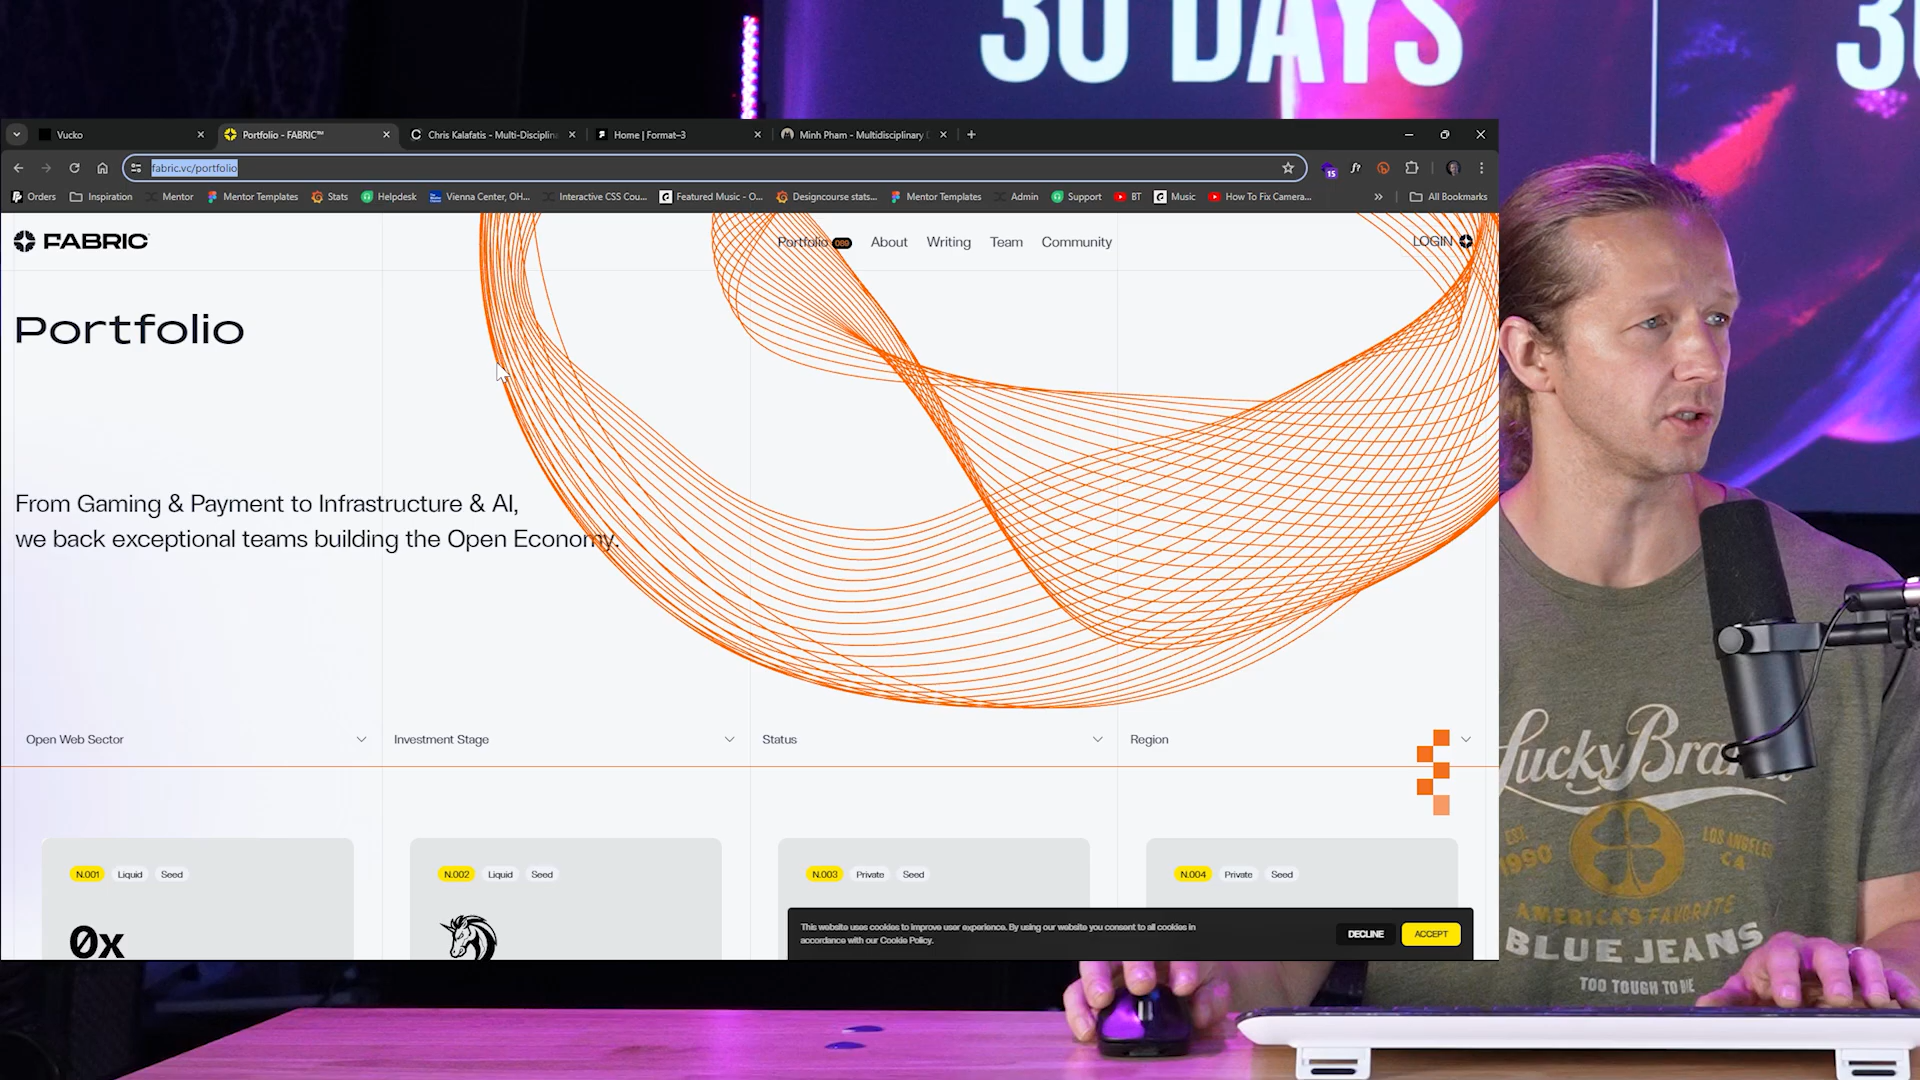 30 DAYS
Vucko
Portfolio - FABRIC™
Chris Kalafatis - Multi-Disciplin
Home | Format–3
Minh Pham - Multidisciplinary
fabric.vc/portfolio
15
f?
Orders
Inspiration
Mentor
Mentor Templates
Stats
Helpdesk
Vienna Center, OH...
Interactive CSS Cou...
Featured Music - O...
Designcourse stats...
Mentor Templates
Admin
Support
BT
Music
How To Fix Camera...
All Bookmarks
FABRIC
Portfolio 089
About
Writing
Team
Community
LOGIN
Portfolio
From Gaming & Payment to Infrastructure & AI,
we back exceptional teams building the Open Economy.
Open Web Sector
Investment Stage
Status
Region
N.001 Liquid Seed
0x
N.002 Liquid Seed
N.003 Private Seed
N.004 Private Seed
This website uses cookies to improve user experience. By using our website you consent to all cookies in
accordance with our Cookie Policy.
DECLINE
ACCEPT
Lucky Brand
EST. 1990
LOS ANGELES CA
AMERICA'S FAVORITE
BLUE JEANS
TOO TOUGH TO DIE